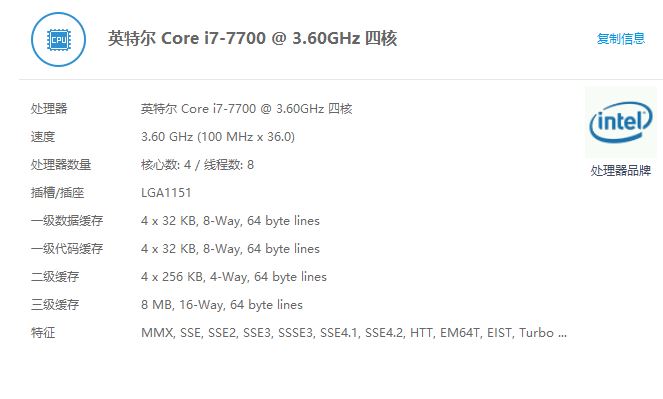 CPU
英特尔 Core i7-7700 @ 3.60GHz 四核
复制信息
处理器 英特尔 Core i7-7700 @ 3.60GHz 四核
速度 3.60 GHz (100 MHz x 36.0)
处理器数量 核心数: 4 / 线程数: 8
插槽/插座 LGA1151
一级数据缓存 4 x 32 KB, 8-Way, 64 byte lines
一级代码缓存 4 x 32 KB, 8-Way, 64 byte lines
二级缓存 4 x 256 KB, 4-Way, 64 byte lines
三级缓存 8 MB, 16-Way, 64 byte lines
特征 MMX, SSE, SSE2, SSE3, SSSE3, SSE4.1, SSE4.2, HTT, EM64T, EIST, Turbo ...
intel
处理器品牌